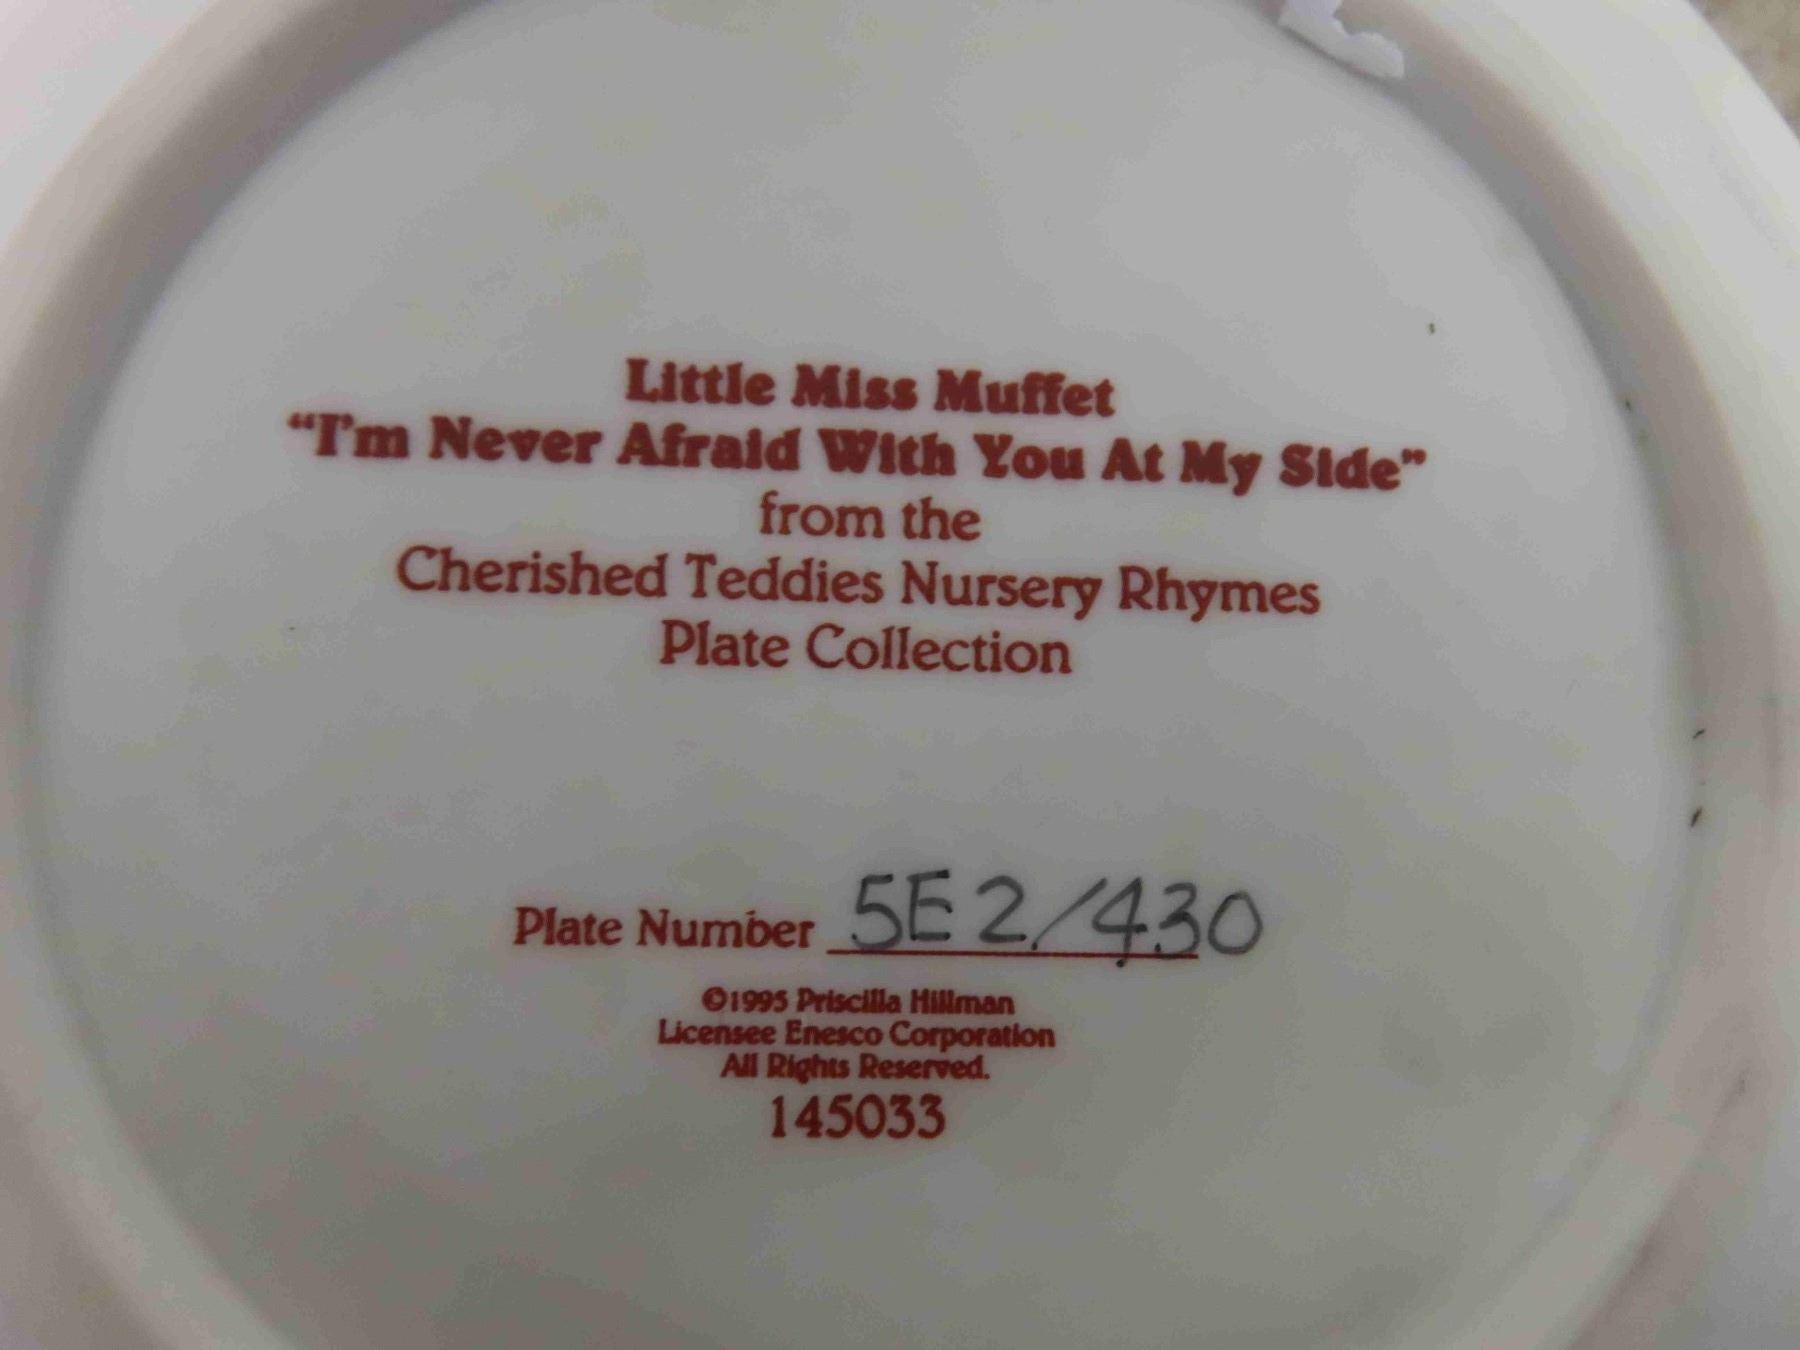 Little Miss Muffet
“I'm Never Afraid With You At My Side”
from the
Cherished Teddies Nursery Rhymes
Plate Collection
Plate Number 5E2/430
©1995 Priscilla Hillman
Licensee Enesco Corporation
All Rights Reserved.
145033